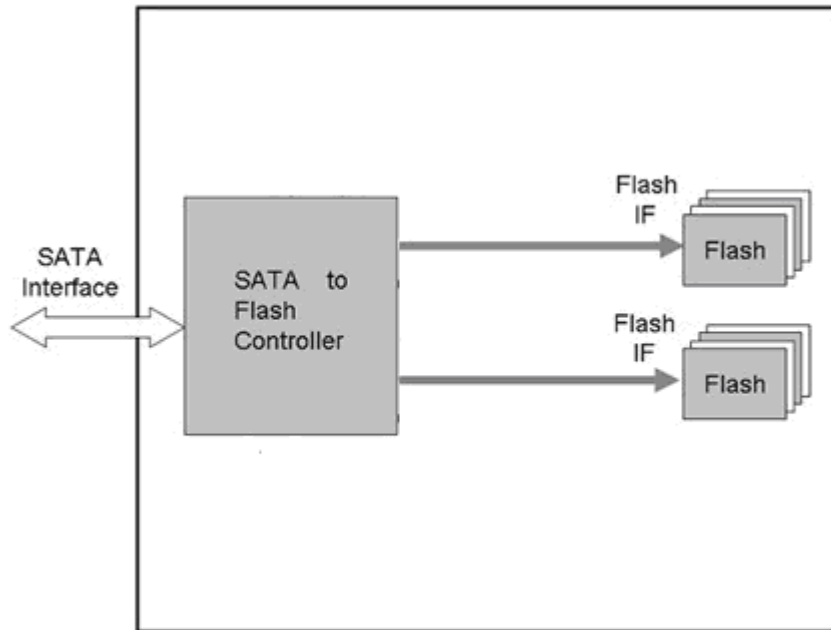 SATA
Interface
SATA to
Flash
Controller
Flash
IF
Flash
Flash
IF
Flash